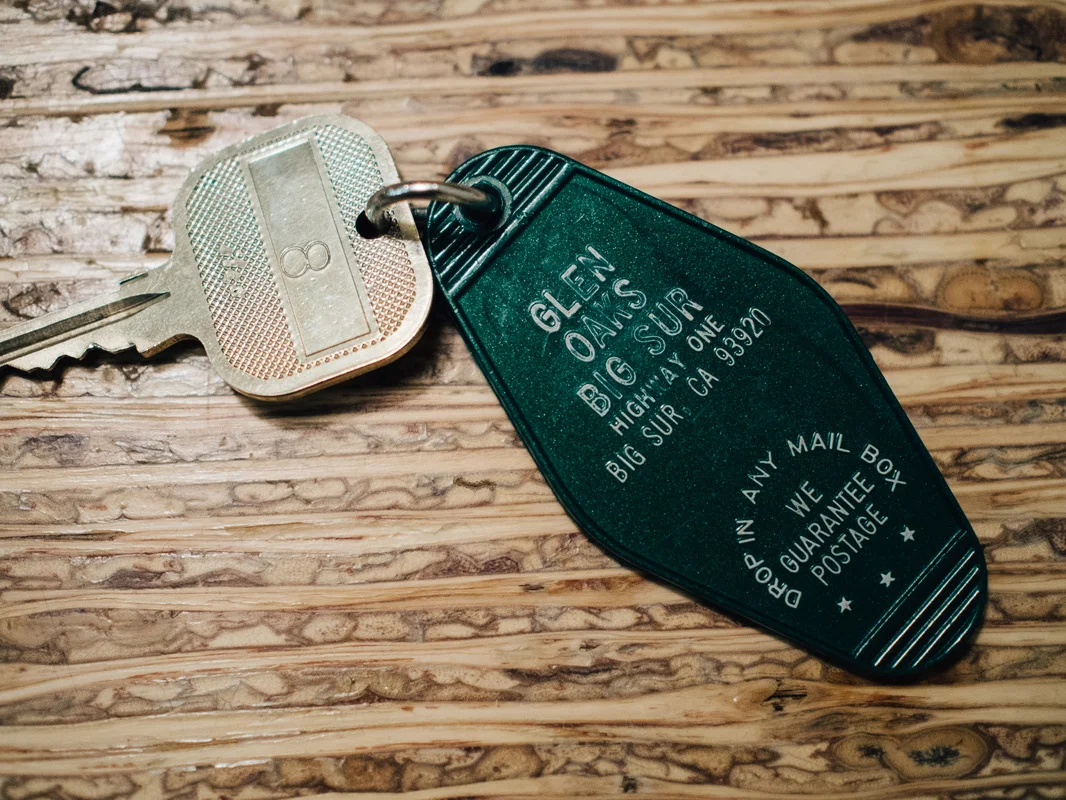 8
GLEN
OAKS
BIG SUR
HIGHWAY ONE
BIG SUR, CA 93920
DROP IN ANY MAIL BOX
WE
GUARANTEE
POSTAGE